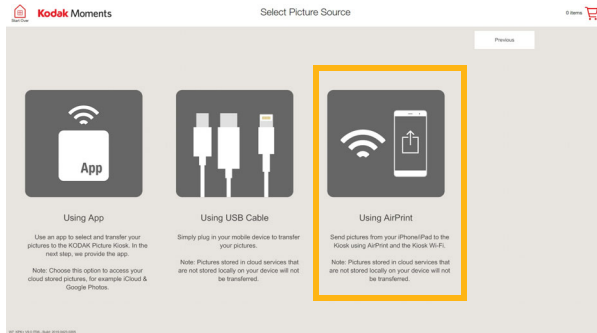 Start Over
Kodak Moments
Select Picture Source
0 items
Previous
App
Using App
Use an app to select and transfer your
pictures to the KODAK Picture Kiosk. In the
next step, we provide the app.
Note: Choose this option to access your
cloud stored pictures, for example iCloud &
Google Photos.
Using USB Cable
Simply plug in your mobile device to transfer
your pictures.
Note: Pictures stored in cloud services that
are not stored locally on your device will not
be transferred.
Using AirPrint
Send pictures from your iPhone/iPad to the
Kiosk using AirPrint and the Kiosk Wi-Fi.
Note: Pictures stored in cloud services that
are not stored locally on your device will not
be transferred.